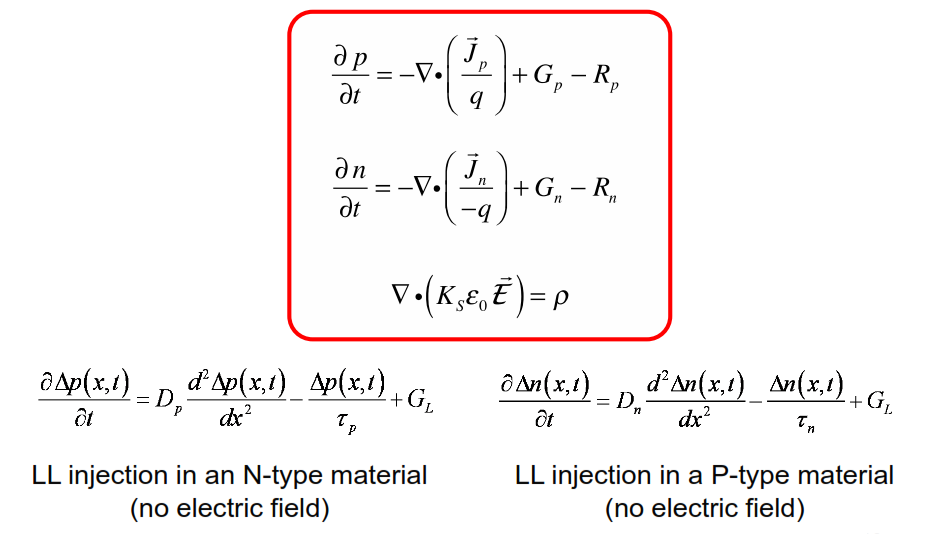 ∂p/∂t = −∇•(J⃗_p/q) + G_p − R_p
∂n/∂t = −∇•(J⃗_n/−q) + G_n − R_n
∇•(K_S ε_0 ℰ⃗) = ρ
∂Δp(x,t)/∂t = D_p d²Δp(x,t)/dx² − Δp(x,t)/τ_p + G_L
∂Δn(x,t)/∂t = D_n d²Δn(x,t)/dx² − Δn(x,t)/τ_n + G_L
LL injection in an N-type material
(no electric field)
LL injection in a P-type material
(no electric field)